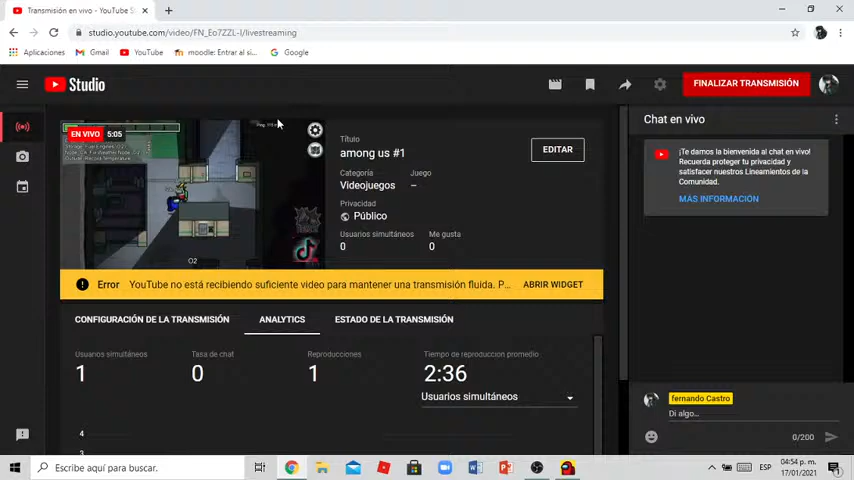 Transmisión en vivo - YouTube S
studio.youtube.com/video/FN_Eo7ZZL-I/livestreaming
Aplicaciones
Gmail
YouTube
moodle: Entrar al si...
Google
Studio
FINALIZAR TRANSMISIÓN
EN VIVO 5:05
O2
Título
among us #1
EDITAR
Categoría
Juego
Videojuegos
–
Privacidad
Público
Usuarios simultáneos
Me gusta
0
0
Error YouTube no está recibiendo suficiente video para mantener una transmisión fluida. P... ABRIR WIDGET
CONFIGURACIÓN DE LA TRANSMISIÓN
ANALYTICS
ESTADO DE LA TRANSMISIÓN
Usuarios simultáneos
Tasa de chat
Reproducciones
Tiempo de reproducción promedio
1
0
1
2:36
Usuarios simultáneos
4
3
Chat en vivo
¡Te damos la bienvenida al chat en vivo!
Recuerda proteger tu privacidad y
satisfacer nuestros Lineamientos de la
Comunidad.
MÁS INFORMACIÓN
fernando Castro
Di algo...
0/200
Escribe aquí para buscar.
ESP
04:54 p. m.
17/01/2021